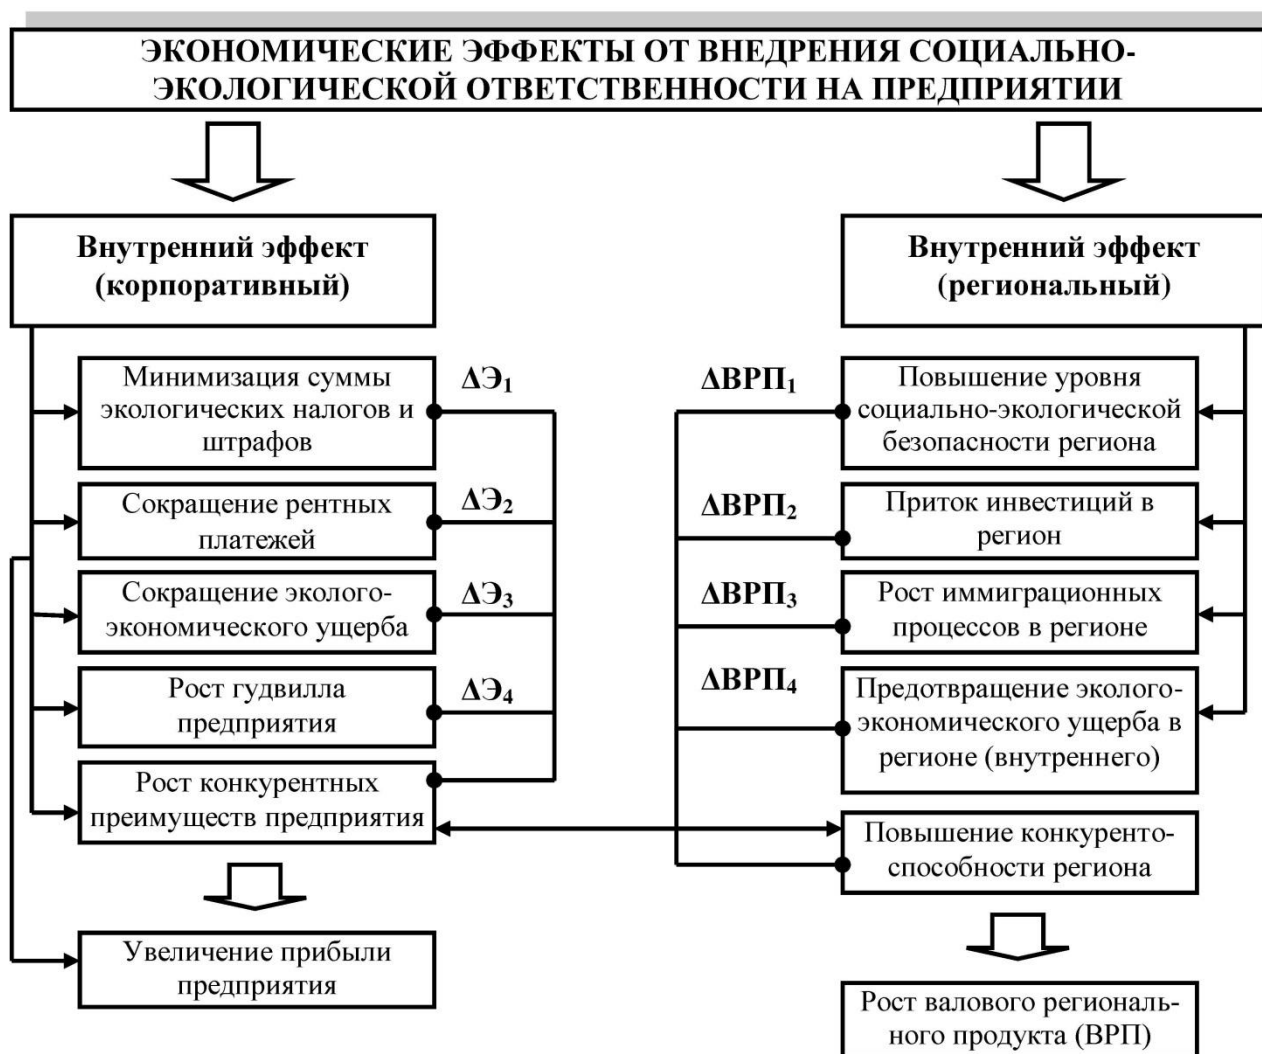 ЭКОНОМИЧЕСКИЕ ЭФФЕКТЫ ОТ ВНЕДРЕНИЯ СОЦИАЛЬНО-
ЭКОЛОГИЧЕСКОЙ ОТВЕТСТВЕННОСТИ НА ПРЕДПРИЯТИИ
Внутренний эффект
(корпоративный)
Минимизация суммы
экологических налогов и
штрафов
ΔЭ₁
Сокращение рентных
платежей
ΔЭ₂
Сокращение эколого-
экономического ущерба
ΔЭ₃
Рост гудвилла
предприятия
ΔЭ₄
Рост конкурентных
преимуществ предприятия
Увеличение прибыли
предприятия
Внутренний эффект
(региональный)
ΔВРП₁
Повышение уровня
социально-экологической
безопасности региона
ΔВРП₂
Приток инвестиций в
регион
ΔВРП₃
Рост иммиграционных
процессов в регионе
ΔВРП₄
Предотвращение эколого-
экономического ущерба в
регионе (внутреннего)
Повышение конкуренто-
способности региона
Рост валового региональ-
ного продукта (ВРП)